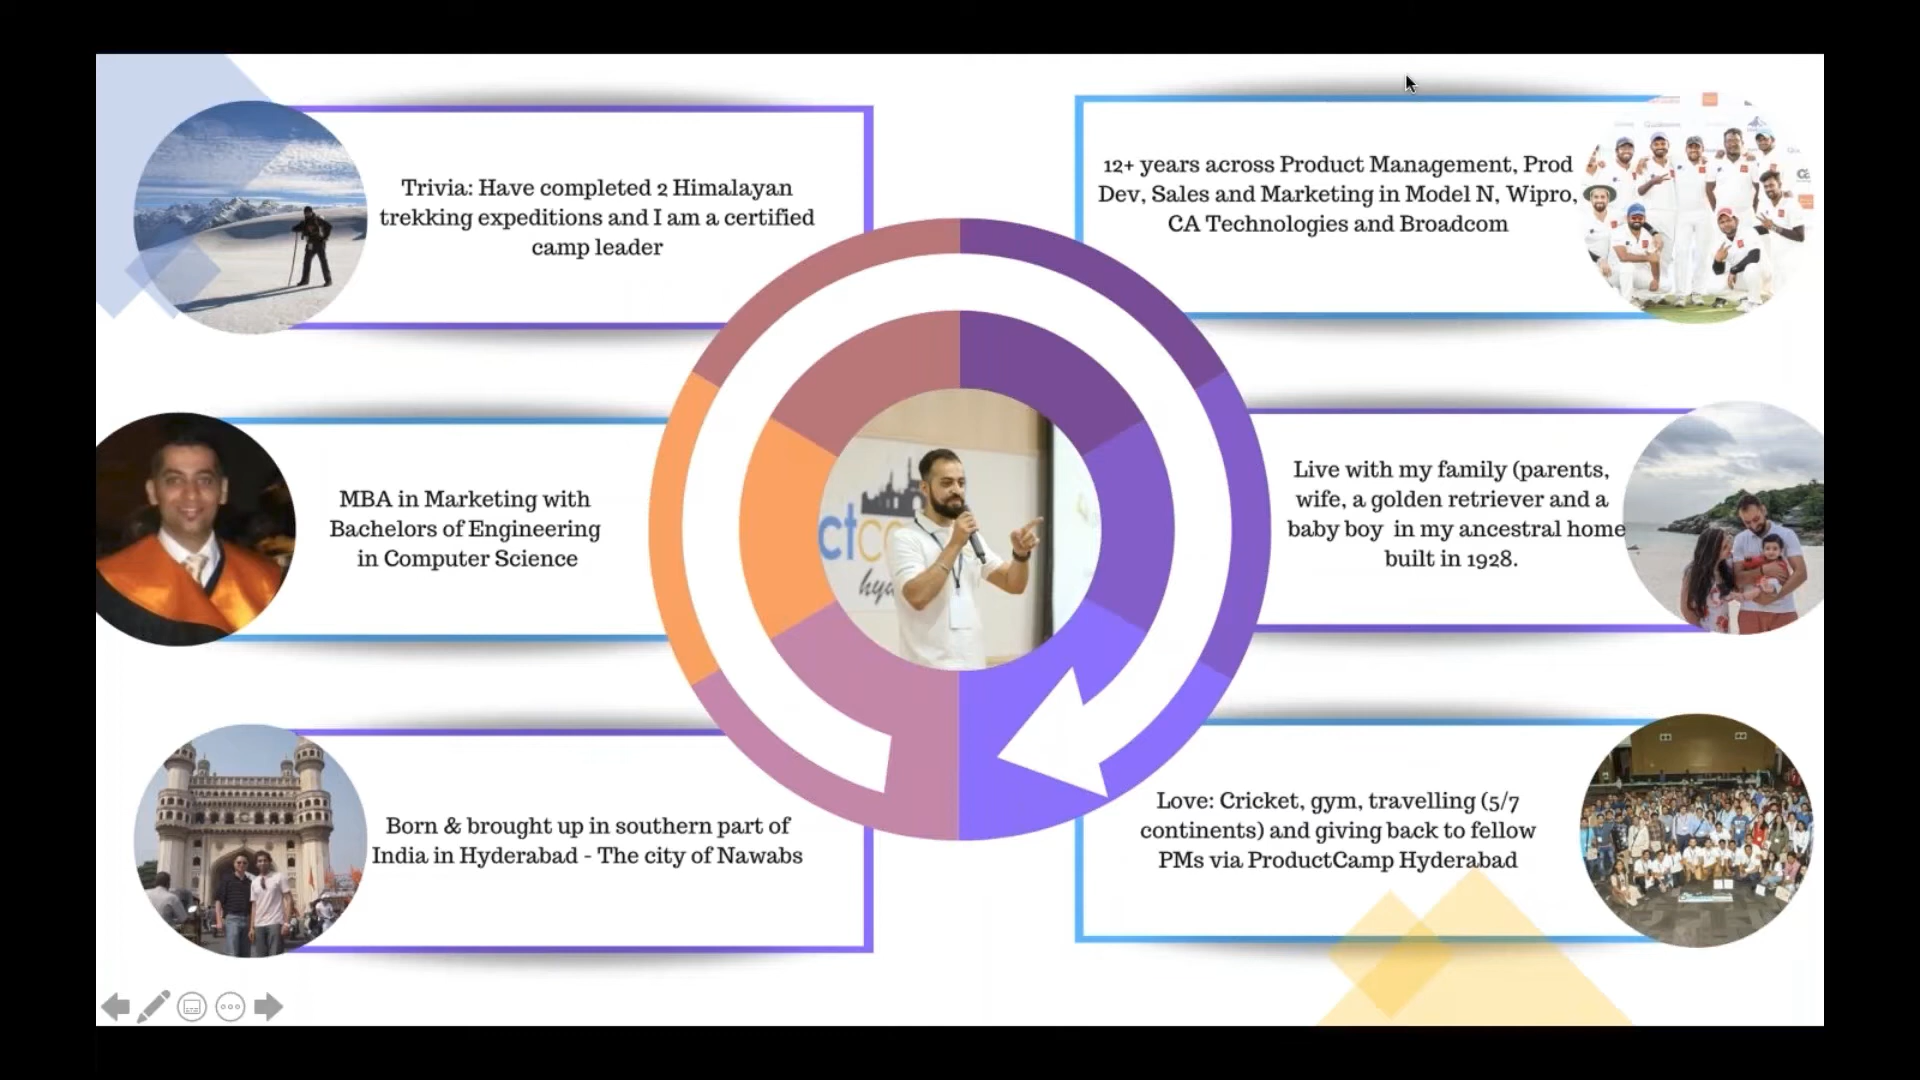 Trivia: Have completed 2 Himalayan
trekking expeditions and I am a certified
camp leader
12+ years across Product Management, Prod
Dev, Sales and Marketing in Model N, Wipro,
CA Technologies and Broadcom
MBA in Marketing with
Bachelors of Engineering
in Computer Science
ctc
hyd
Live with my family (parents,
wife, a golden retriever and a
baby boy  in my ancestral home
built in 1928.
Born & brought up in southern part of
India in Hyderabad - The city of Nawabs
Love: Cricket, gym, travelling (5/7
continents) and giving back to fellow
PMs via ProductCamp Hyderabad